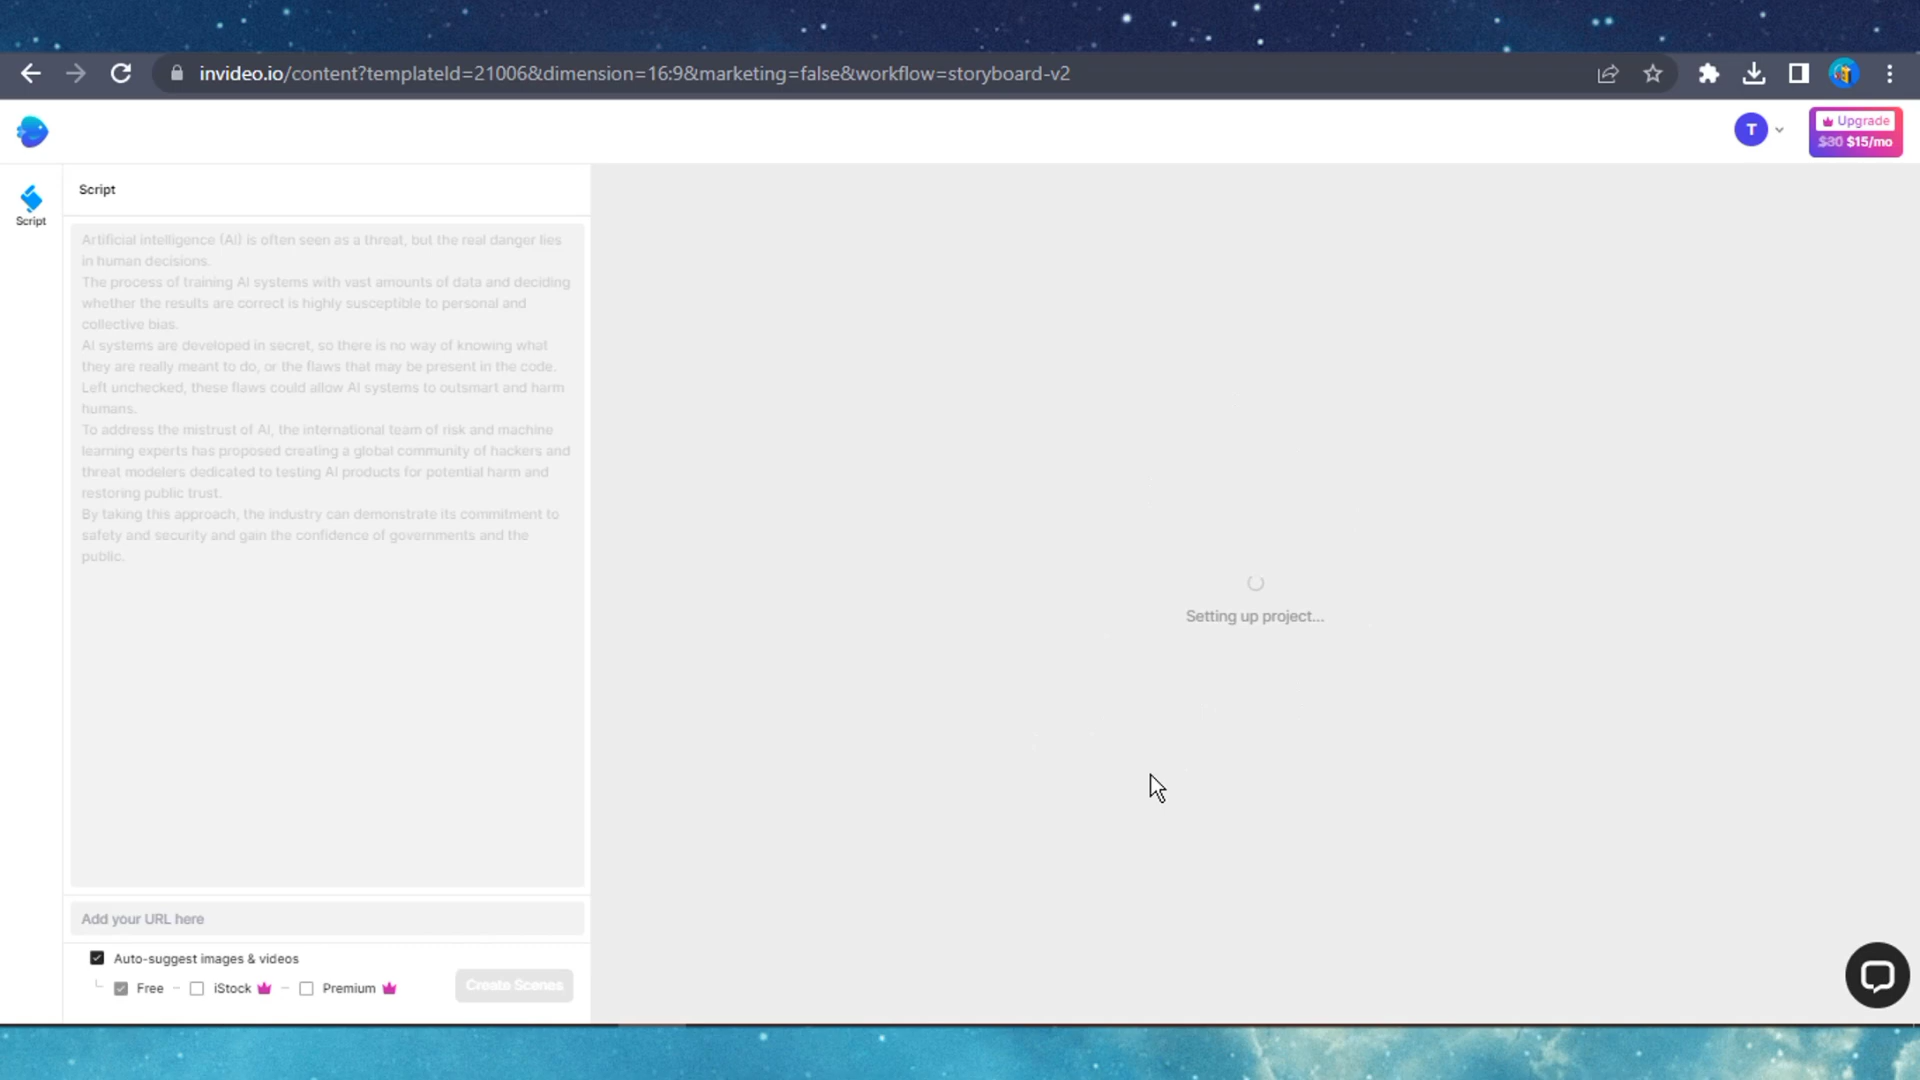 invideo.io/content?templateId=21006&dimension=16:9&marketing=false&workflow=storyboard-v2
T
Upgrade
$30 $15/mo
Script
Script
Artificial intelligence (AI) is often seen as a threat, but the real danger lies
in human decisions.
The process of training AI systems with vast amounts of data and deciding
whether the results are correct is highly susceptible to personal and
collective bias.
AI systems are developed in secret, so there is no way of knowing what
they are really meant to do, or the flaws that may be present in the code.
Left unchecked, these flaws could allow AI systems to outsmart and harm
humans.
To address the mistrust of AI, the international team of risk and machine
learning experts has proposed creating a global community of hackers and
threat modelers dedicated to testing AI products for potential harm and
restoring public trust.
By taking this approach, the industry can demonstrate its commitment to
safety and security and gain the confidence of governments and the
public.
Setting up project...
Add your URL here
Auto-suggest images & videos
Free iStock Premium
Create Scenes